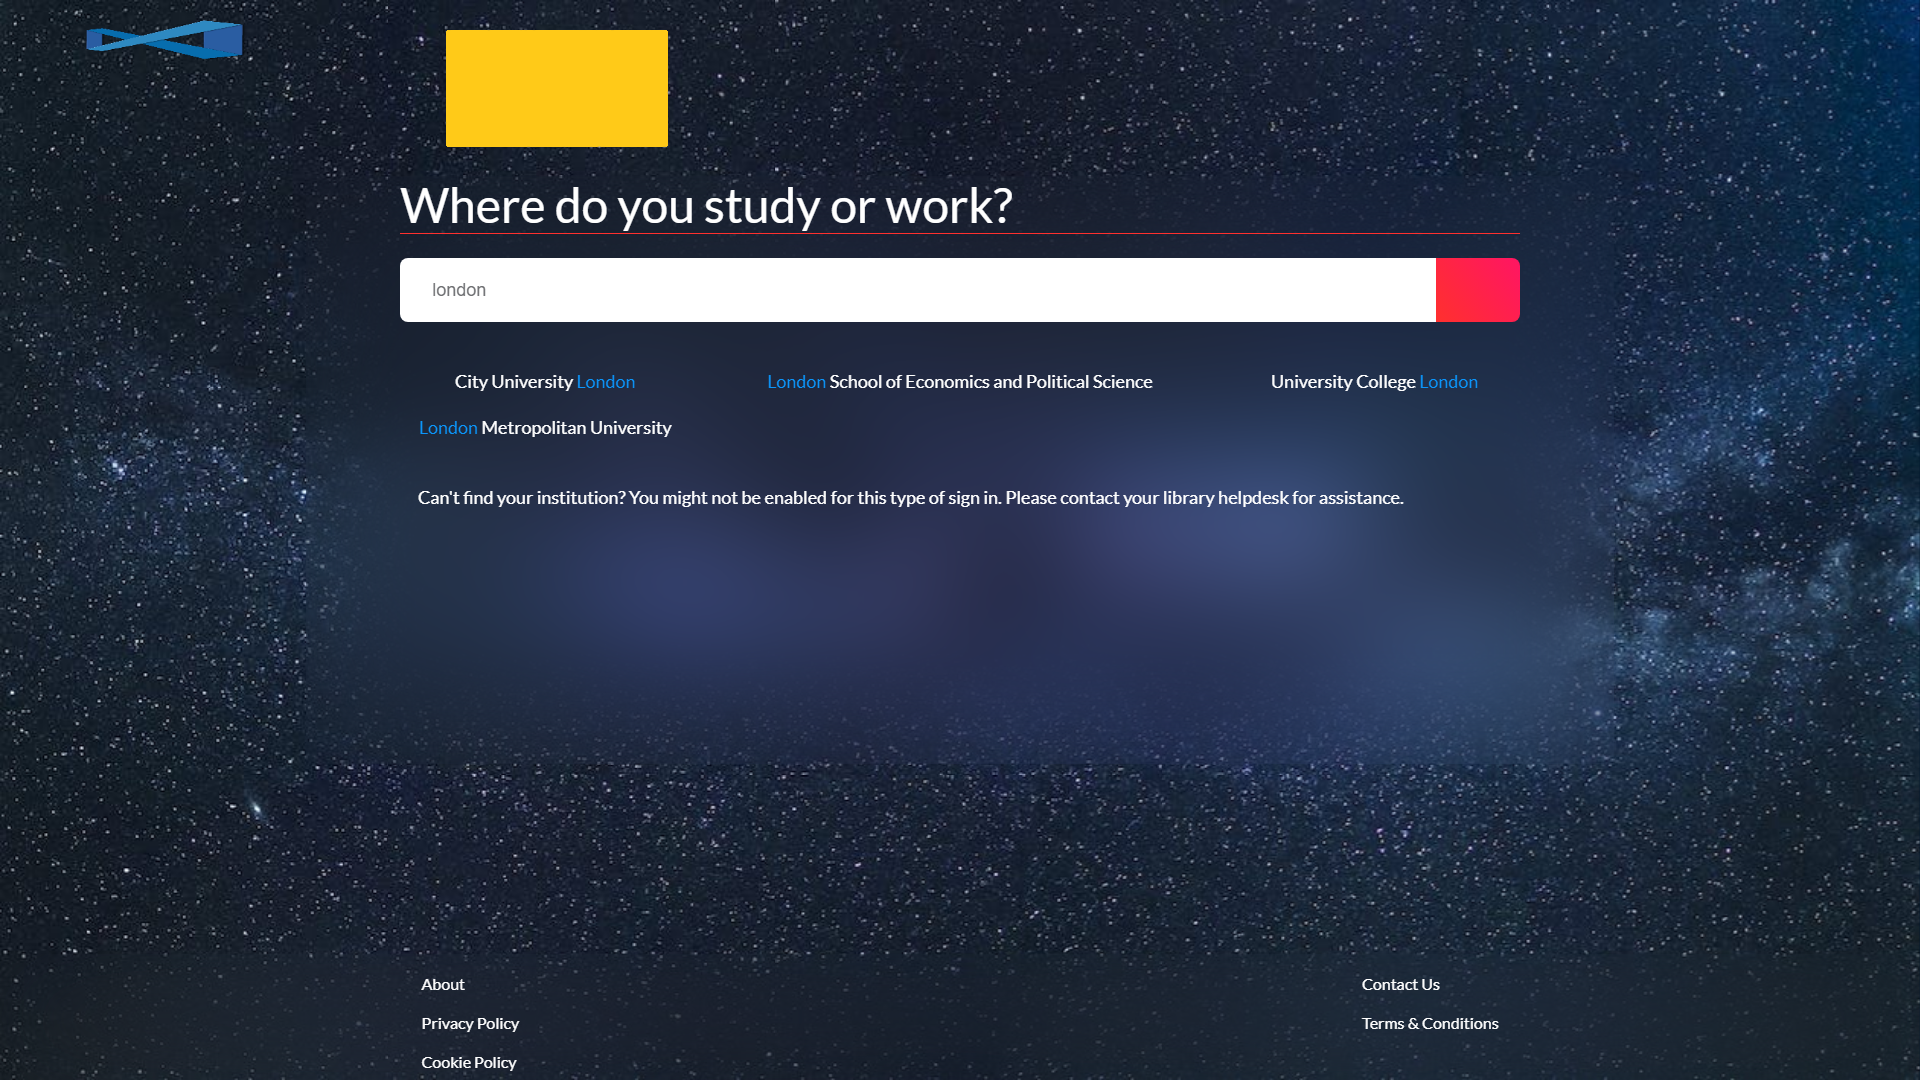 Where do you study or work?
london
City University London
London School of Economics and Political Science
University College London
London Metropolitan University
Can't find your institution? You might not be enabled for this type of sign in. Please contact your library helpdesk for assistance.
About
Contact Us
Privacy Policy
Terms & Conditions
Cookie Policy